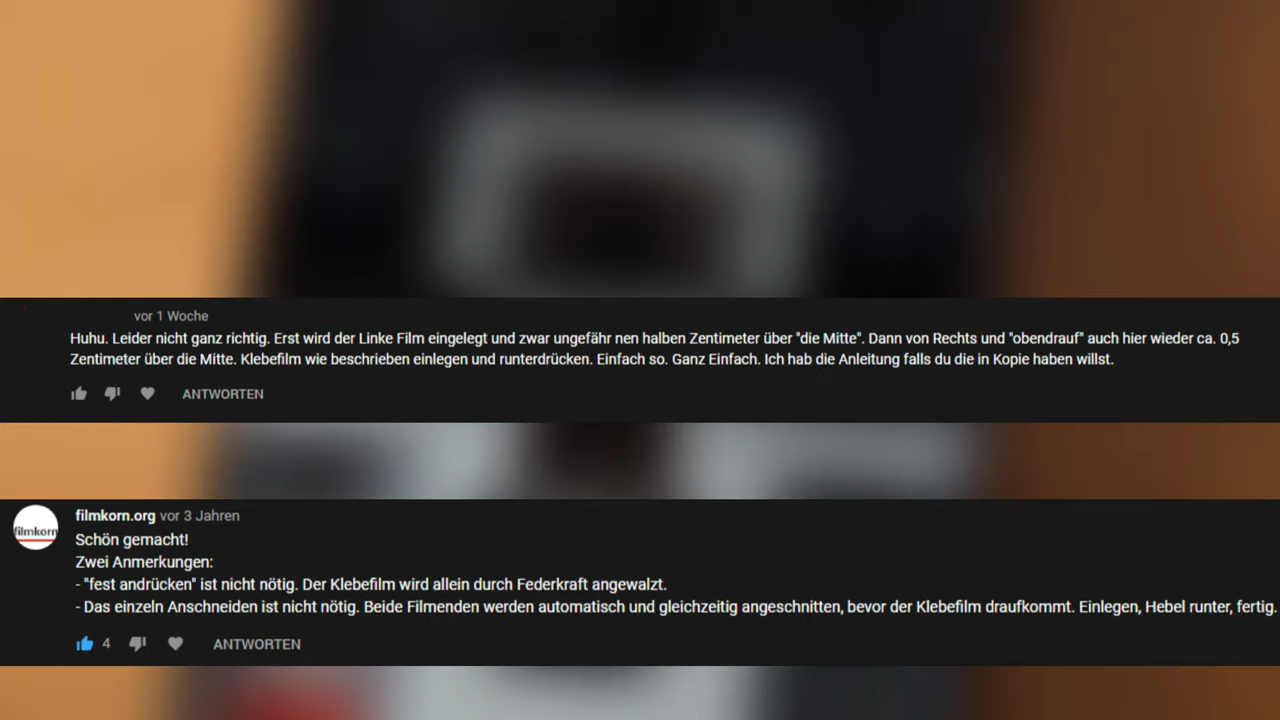 vor 1 Woche
Huhu. Leider nicht ganz richtig. Erst wird der Linke Film eingelegt und zwar ungefähr nen halben Zentimeter über "die Mitte". Dann von Rechts und "obendrauf" auch hier wieder ca. 0,5
Zentimeter über die Mitte. Klebefilm wie beschrieben einlegen und runterdrücken. Einfach so. Ganz Einfach. Ich hab die Anleitung falls du die in Kopie haben willst.
ANTWORTEN
filmkorn
filmkorn.org vor 3 Jahren
Schön gemacht!
Zwei Anmerkungen:
- "fest andrücken" ist nicht nötig. Der Klebefilm wird allein durch Federkraft angewalzt.
- Das einzeln Anschneiden ist nicht nötig. Beide Filmenden werden automatisch und gleichzeitig angeschnitten, bevor der Klebefilm draufkommt. Einlegen, Hebel runter, fertig.
4 ANTWORTEN